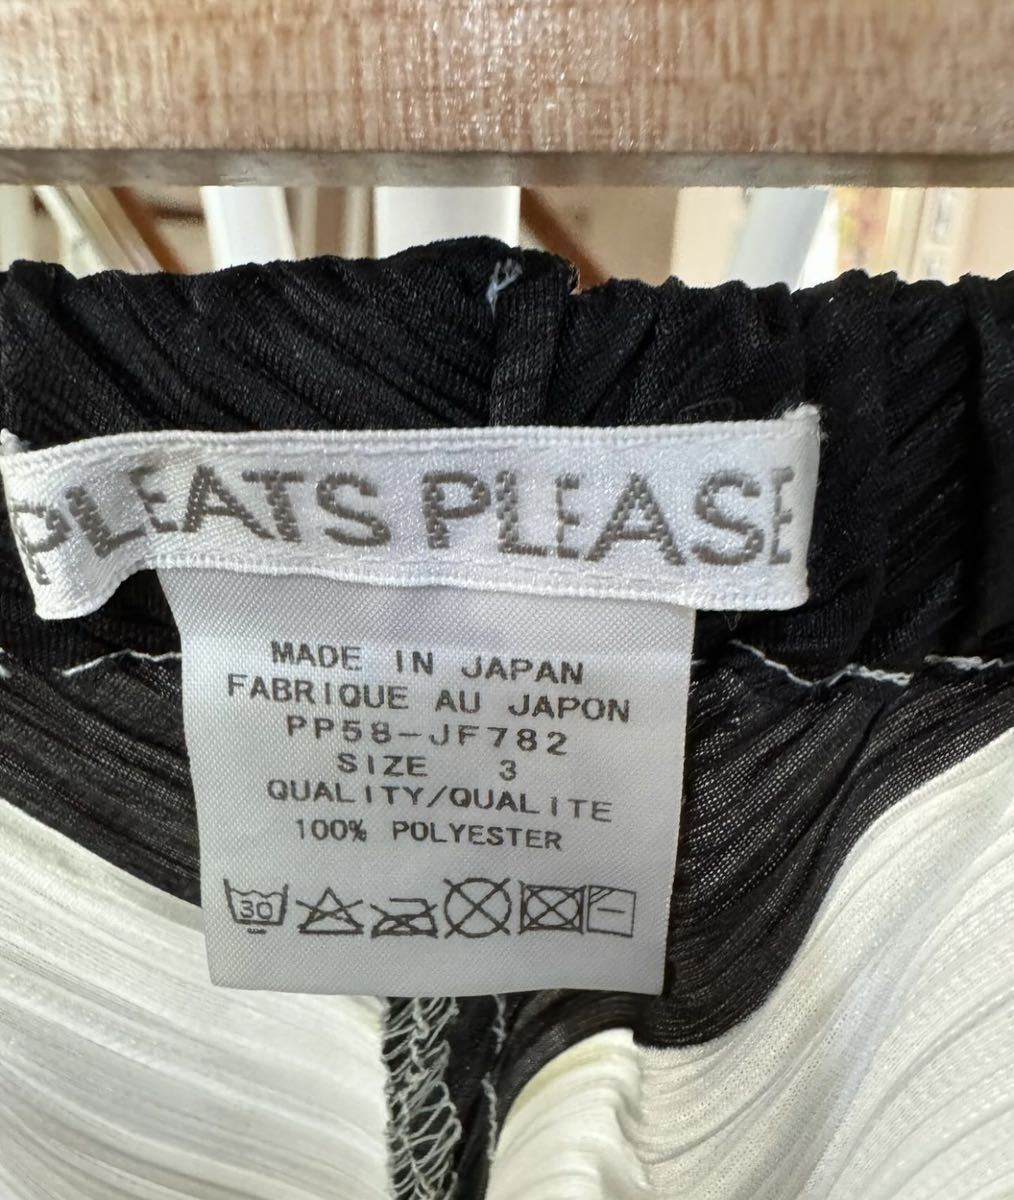 PLEATS PLEASE
MADE IN JAPAN
FABRIQUE AU JAPON
PP58-JF782
SIZE 3
QUALITY/QUALITE
100% POLYESTER
30